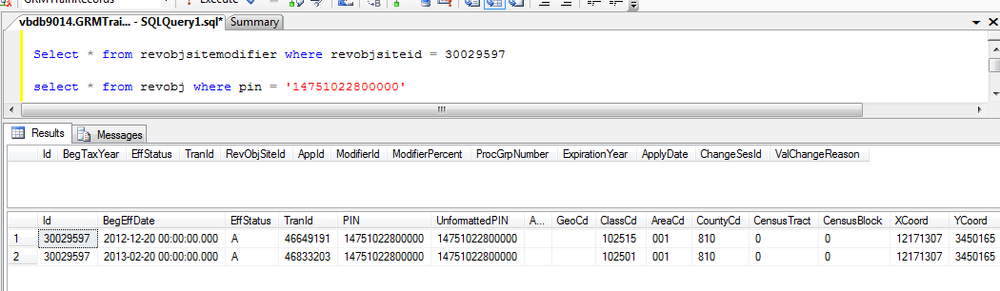 GRMTrainRecords Execute
vbdb9014.GRMTrai... - SQLQuery1.sql* Summary
Select * from revobjsitemodifier where revobjsiteid = 30029597
select * from revobj where pin = '14751022800000'
Results Messages
Id BegTaxYear EffStatus TranId RevObjSiteId AppId ModifierId ModifierPercent ProcGrpNumber ExpirationYear ApplyDate ChangeSesId ValChangeReason
Id BegEffDate EffStatus TranId PIN UnformattedPIN A... GeoCd ClassCd AreaCd CountyCd CensusTract CensusBlock XCoord YCoord
1 30029597 2012-12-20 00:00:00.000 A 46649191 14751022800000 14751022800000 102515 001 810 0 0 12171307 3450165
2 30029597 2013-02-20 00:00:00.000 A 46833203 14751022800000 14751022800000 102501 001 810 0 0 12171307 3450165